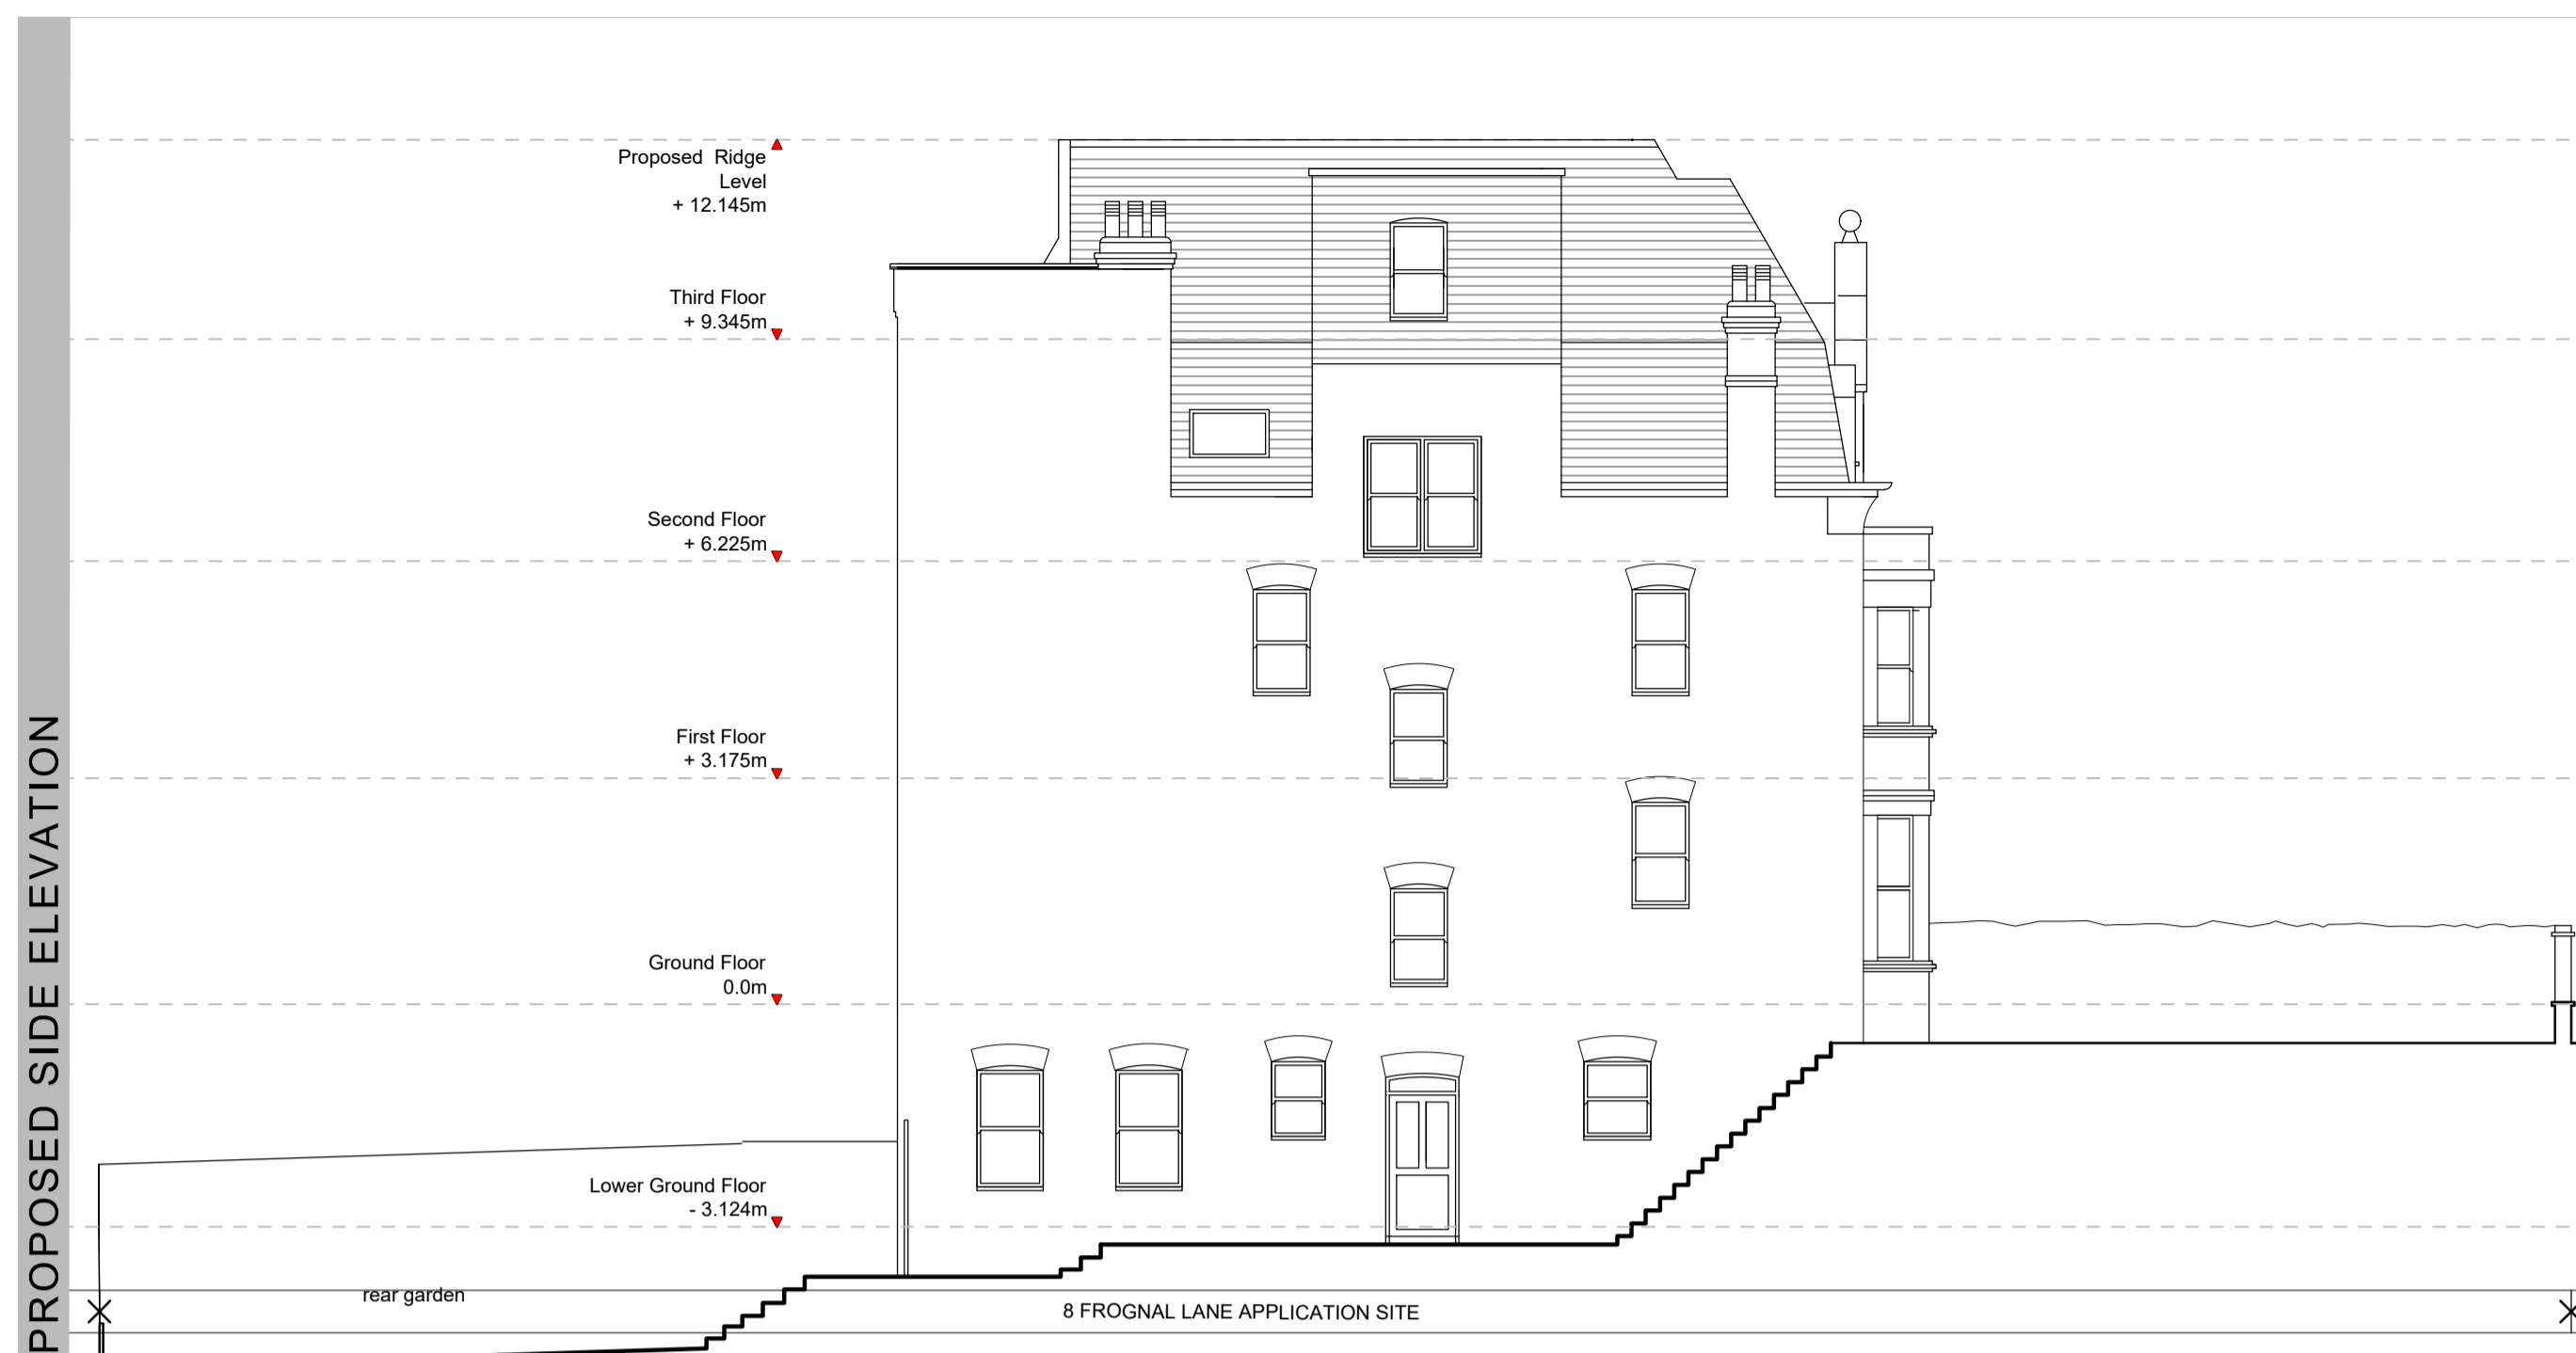 PROPOSED SIDE ELEVATION
Proposed Ridge
Level
+ 12.145m
Third Floor
+ 9.345m
Second Floor
+ 6.225m
First Floor
+ 3.175m
Ground Floor
0.0m
Lower Ground Floor
- 3.124m
rear garden
8 FROGNAL LANE APPLICATION SITE